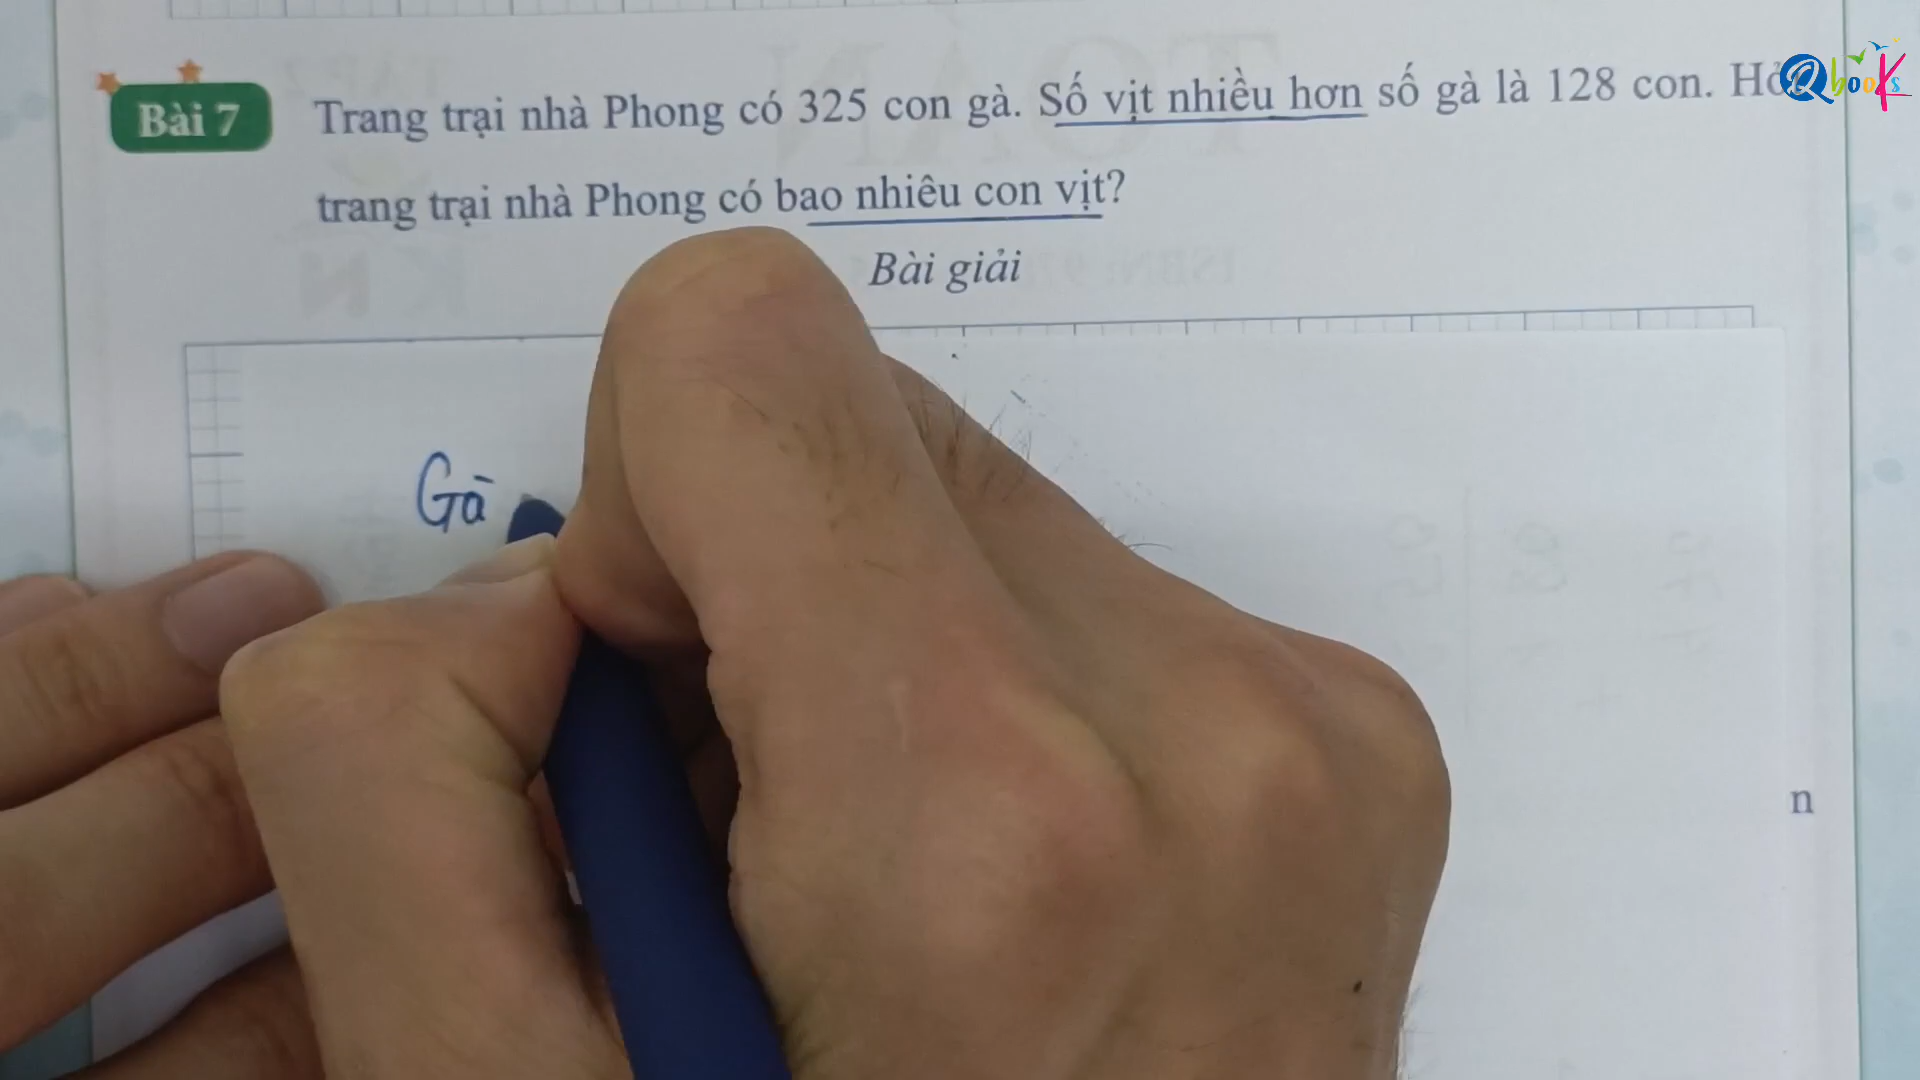 Bài 7 Trang trại nhà Phong có 325 con gà. Số vịt nhiều hơn số gà là 128 con.
trang trại nhà Phong có bao nhiêu con vịt?
Bài giải
Gà
n
Qbooks